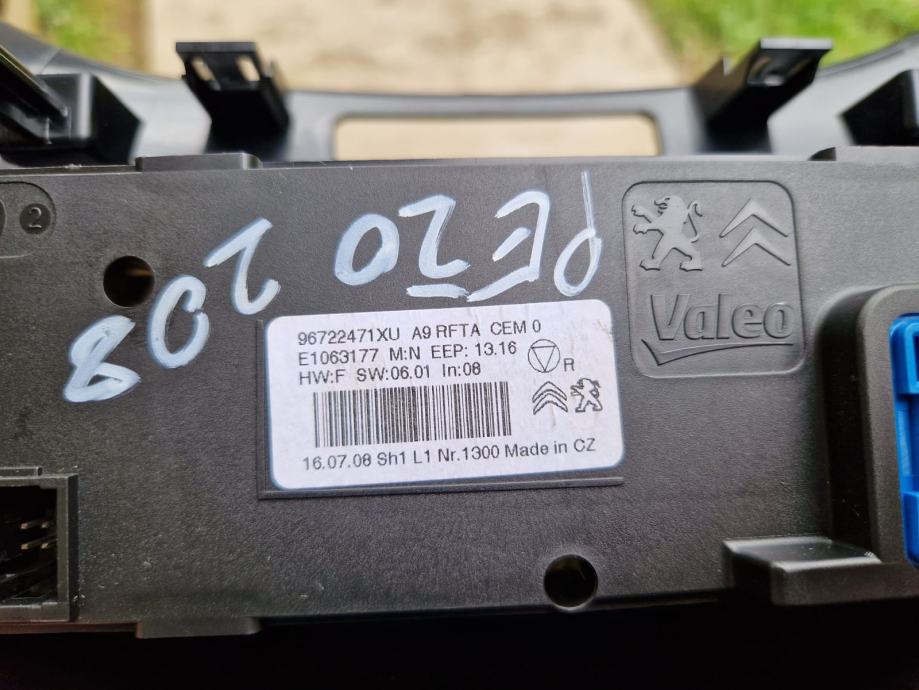 2
PEZO 208
Valeo
96722471XU A9 RFTA CEM 0
E1063177 M:N EEP: 13.16
HW:F SW:06.01 In:08
R
16.07.08 Sh1 L1 Nr.1300 Made in CZ